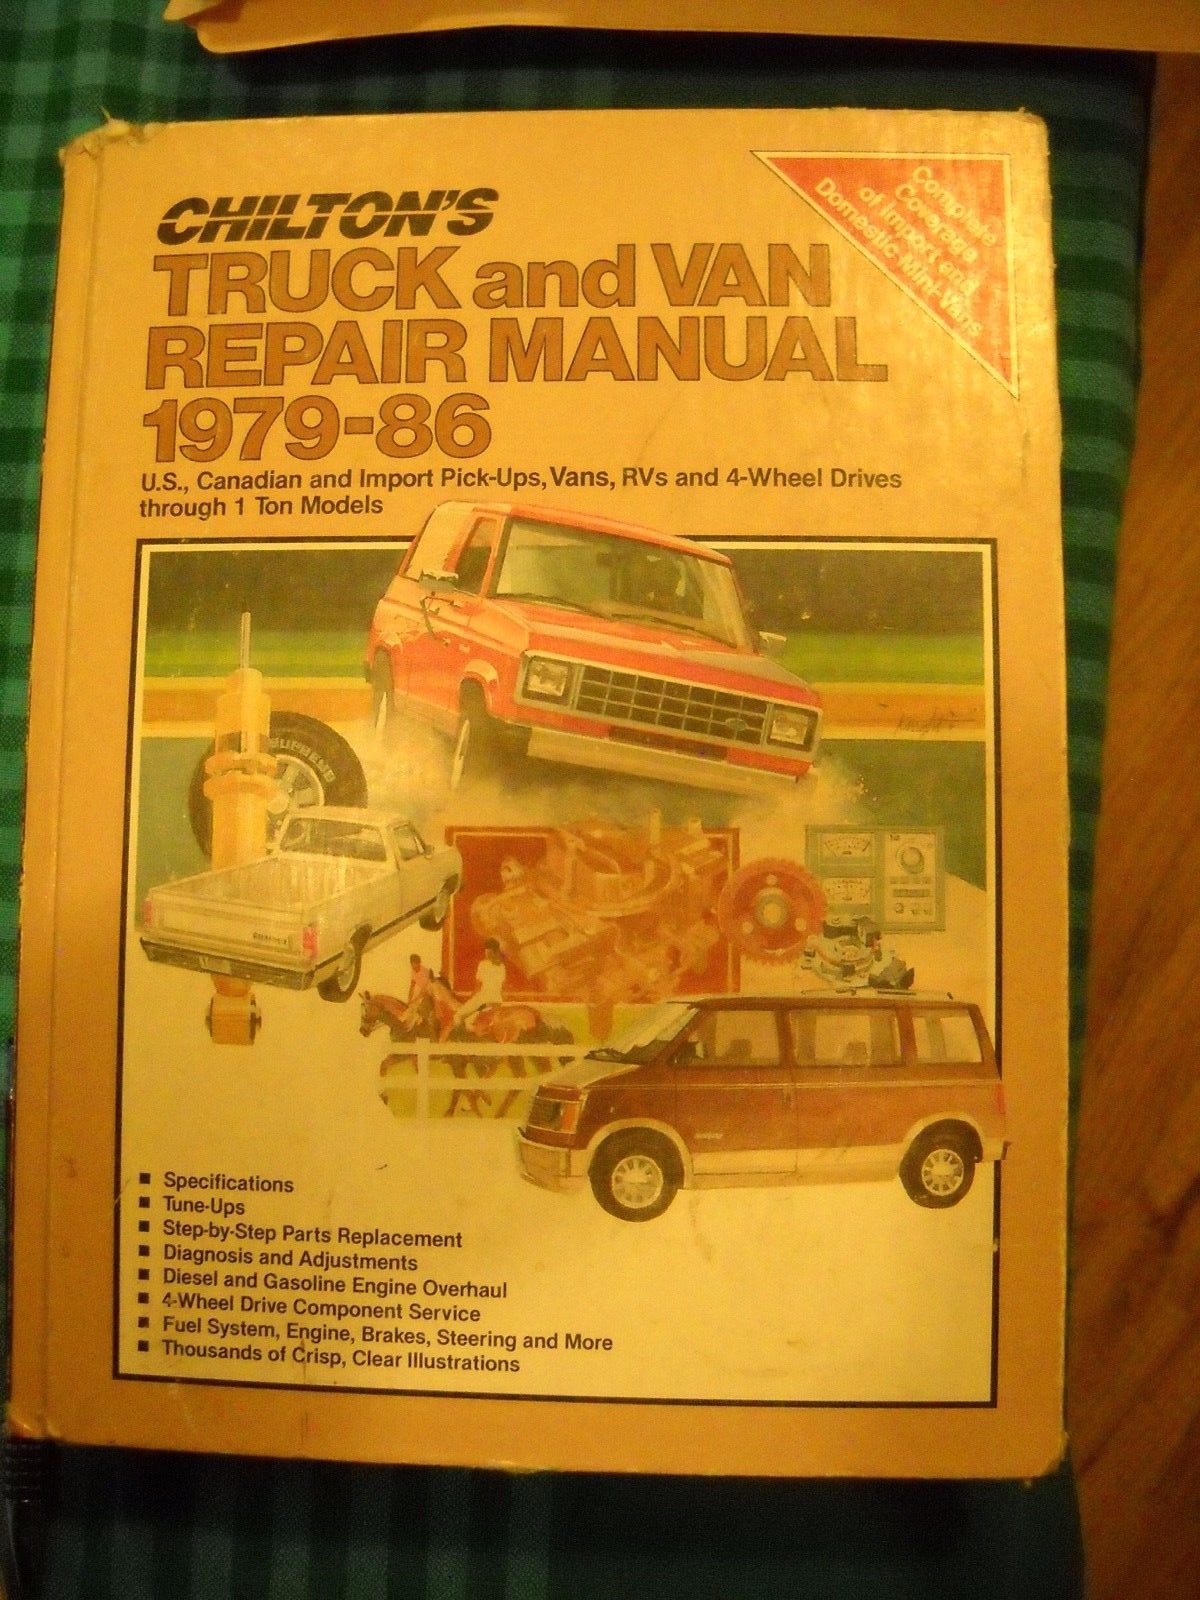 CHILTON'S
TRUCK and VAN
REPAIR MANUAL
1979-86
U.S., Canadian and Import Pick-Ups, Vans, RVs and 4-Wheel Drives
through 1 Ton Models
Complete
Coverage
of Import and
Domestic Mini-Vans
■ Specifications
■ Tune-Ups
■ Step-by-Step Parts Replacement
■ Diagnosis and Adjustments
■ Diesel and Gasoline Engine Overhaul
■ 4-Wheel Drive Component Service
■ Fuel System, Engine, Brakes, Steering and More
■ Thousands of Crisp, Clear Illustrations